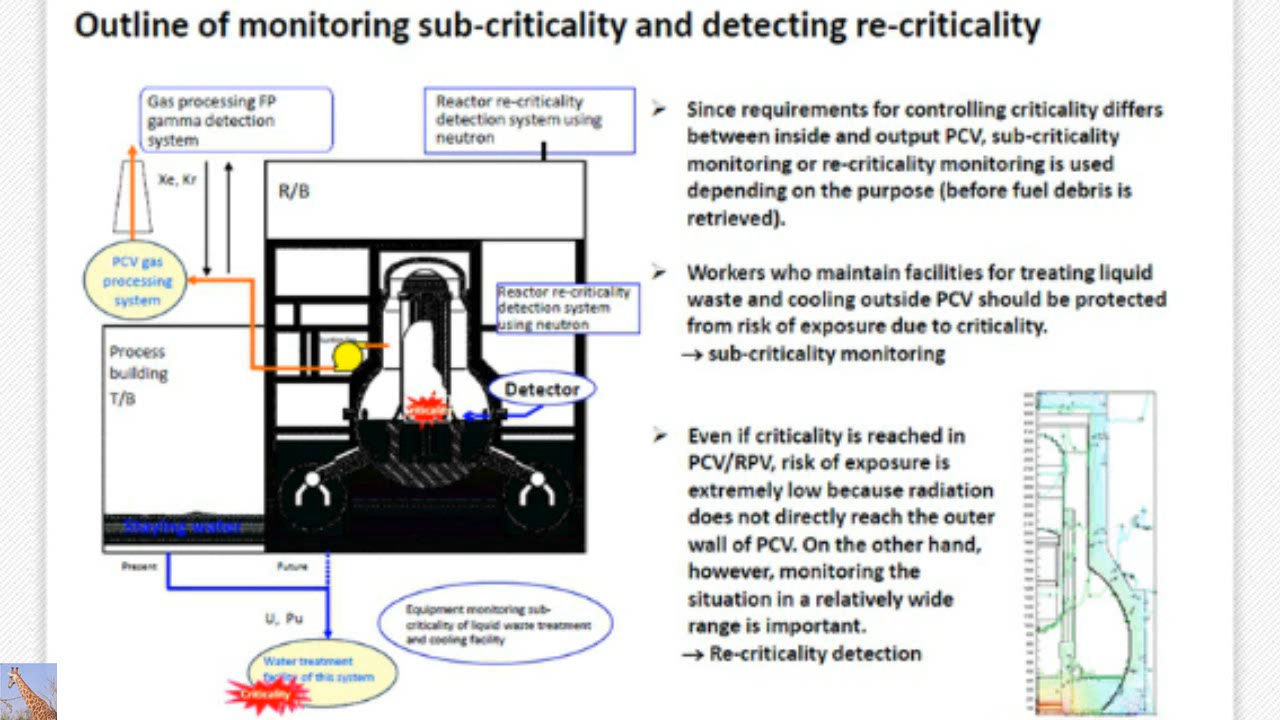 Outline of monitoring sub-criticality and detecting re-criticality
Gas processing FP
gamma detection
system
Reactor re-criticality
detection system using
neutron
Xe, Kr
R/B
PCV gas
processing
system
Reactor re-criticality
detection system
using neutron
Process
building
T/B
Detector
Criticality
Staying water
Present
Future
U, Pu
Equipment monitoring sub-
criticality of liquid waste treatment
and cooling facility
Water treatment
facility of this system
Criticality
➢ Since requirements for controlling criticality differs
between inside and output PCV, sub-criticality
monitoring or re-criticality monitoring is used
depending on the purpose (before fuel debris is
retrieved).
➢ Workers who maintain facilities for treating liquid
waste and cooling outside PCV should be protected
from risk of exposure due to criticality.
→ sub-criticality monitoring
➢ Even if criticality is reached in
PCV/RPV, risk of exposure is
extremely low because radiation
does not directly reach the outer
wall of PCV. On the other hand,
however, monitoring the
situation in a relatively wide
range is important.
→ Re-criticality detection